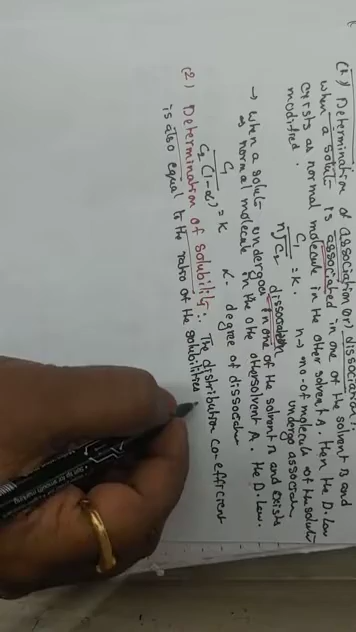 (1) Determination of association (or) dissociation:
when a solute is associated in one of the solvent B and
exists as normal molecule in the other solvent A. then the D. Law
modified.
C₁ / n√C₂ = K. n → no-of molecule of the solute
undergo association
→ when a solute undergoes dissociation in one of the solvent B and exists
as normal molecule in the other solvent A. the D. Law.
C₁ / C₂ (1-α) = K α- degree of dissociation
(2) Determination of solubility:. The distribution co-efficient
is also equal to the ratio of the solubilities